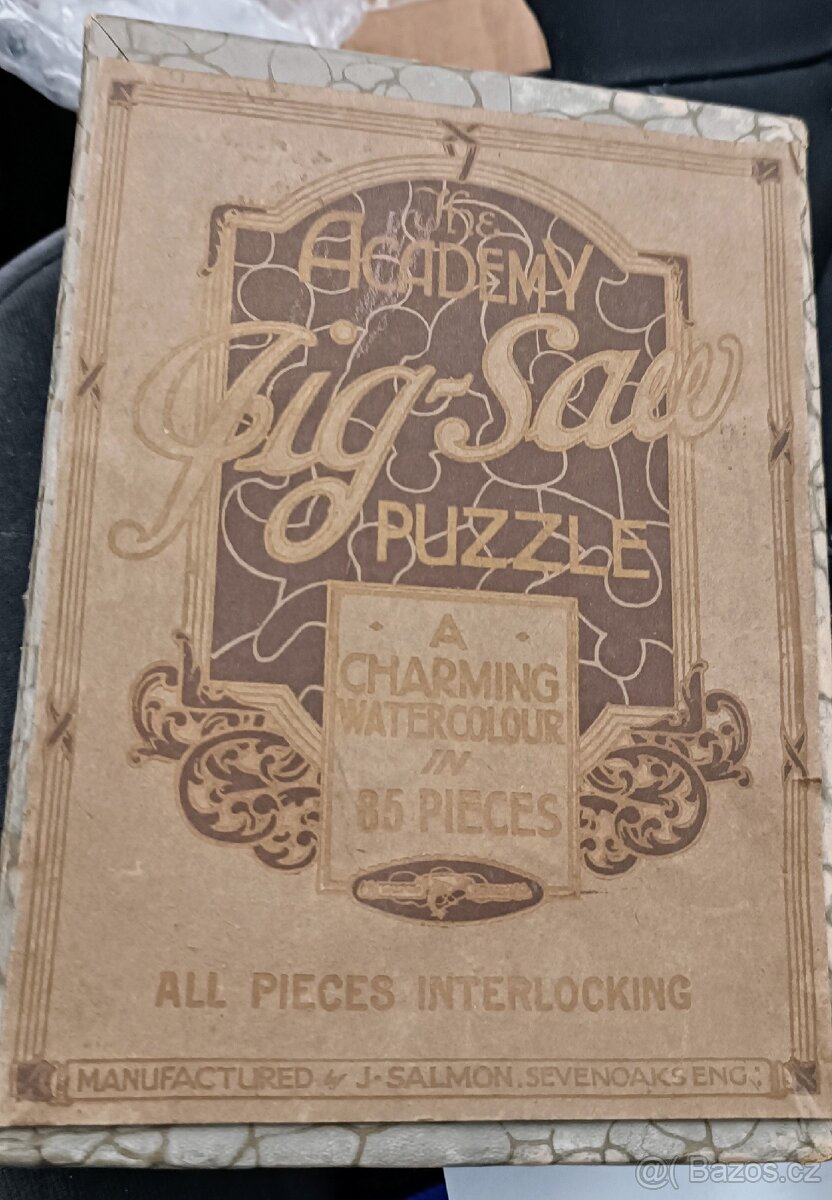 The
ACADEMY
Jig-Saw
PUZZLE
A
CHARMING
WATERCOLOUR
IN
85 PIECES
ALL PIECES INTERLOCKING
MANUFACTURED by J. SALMON, SEVENOAKS ENG:
Bazos.cz